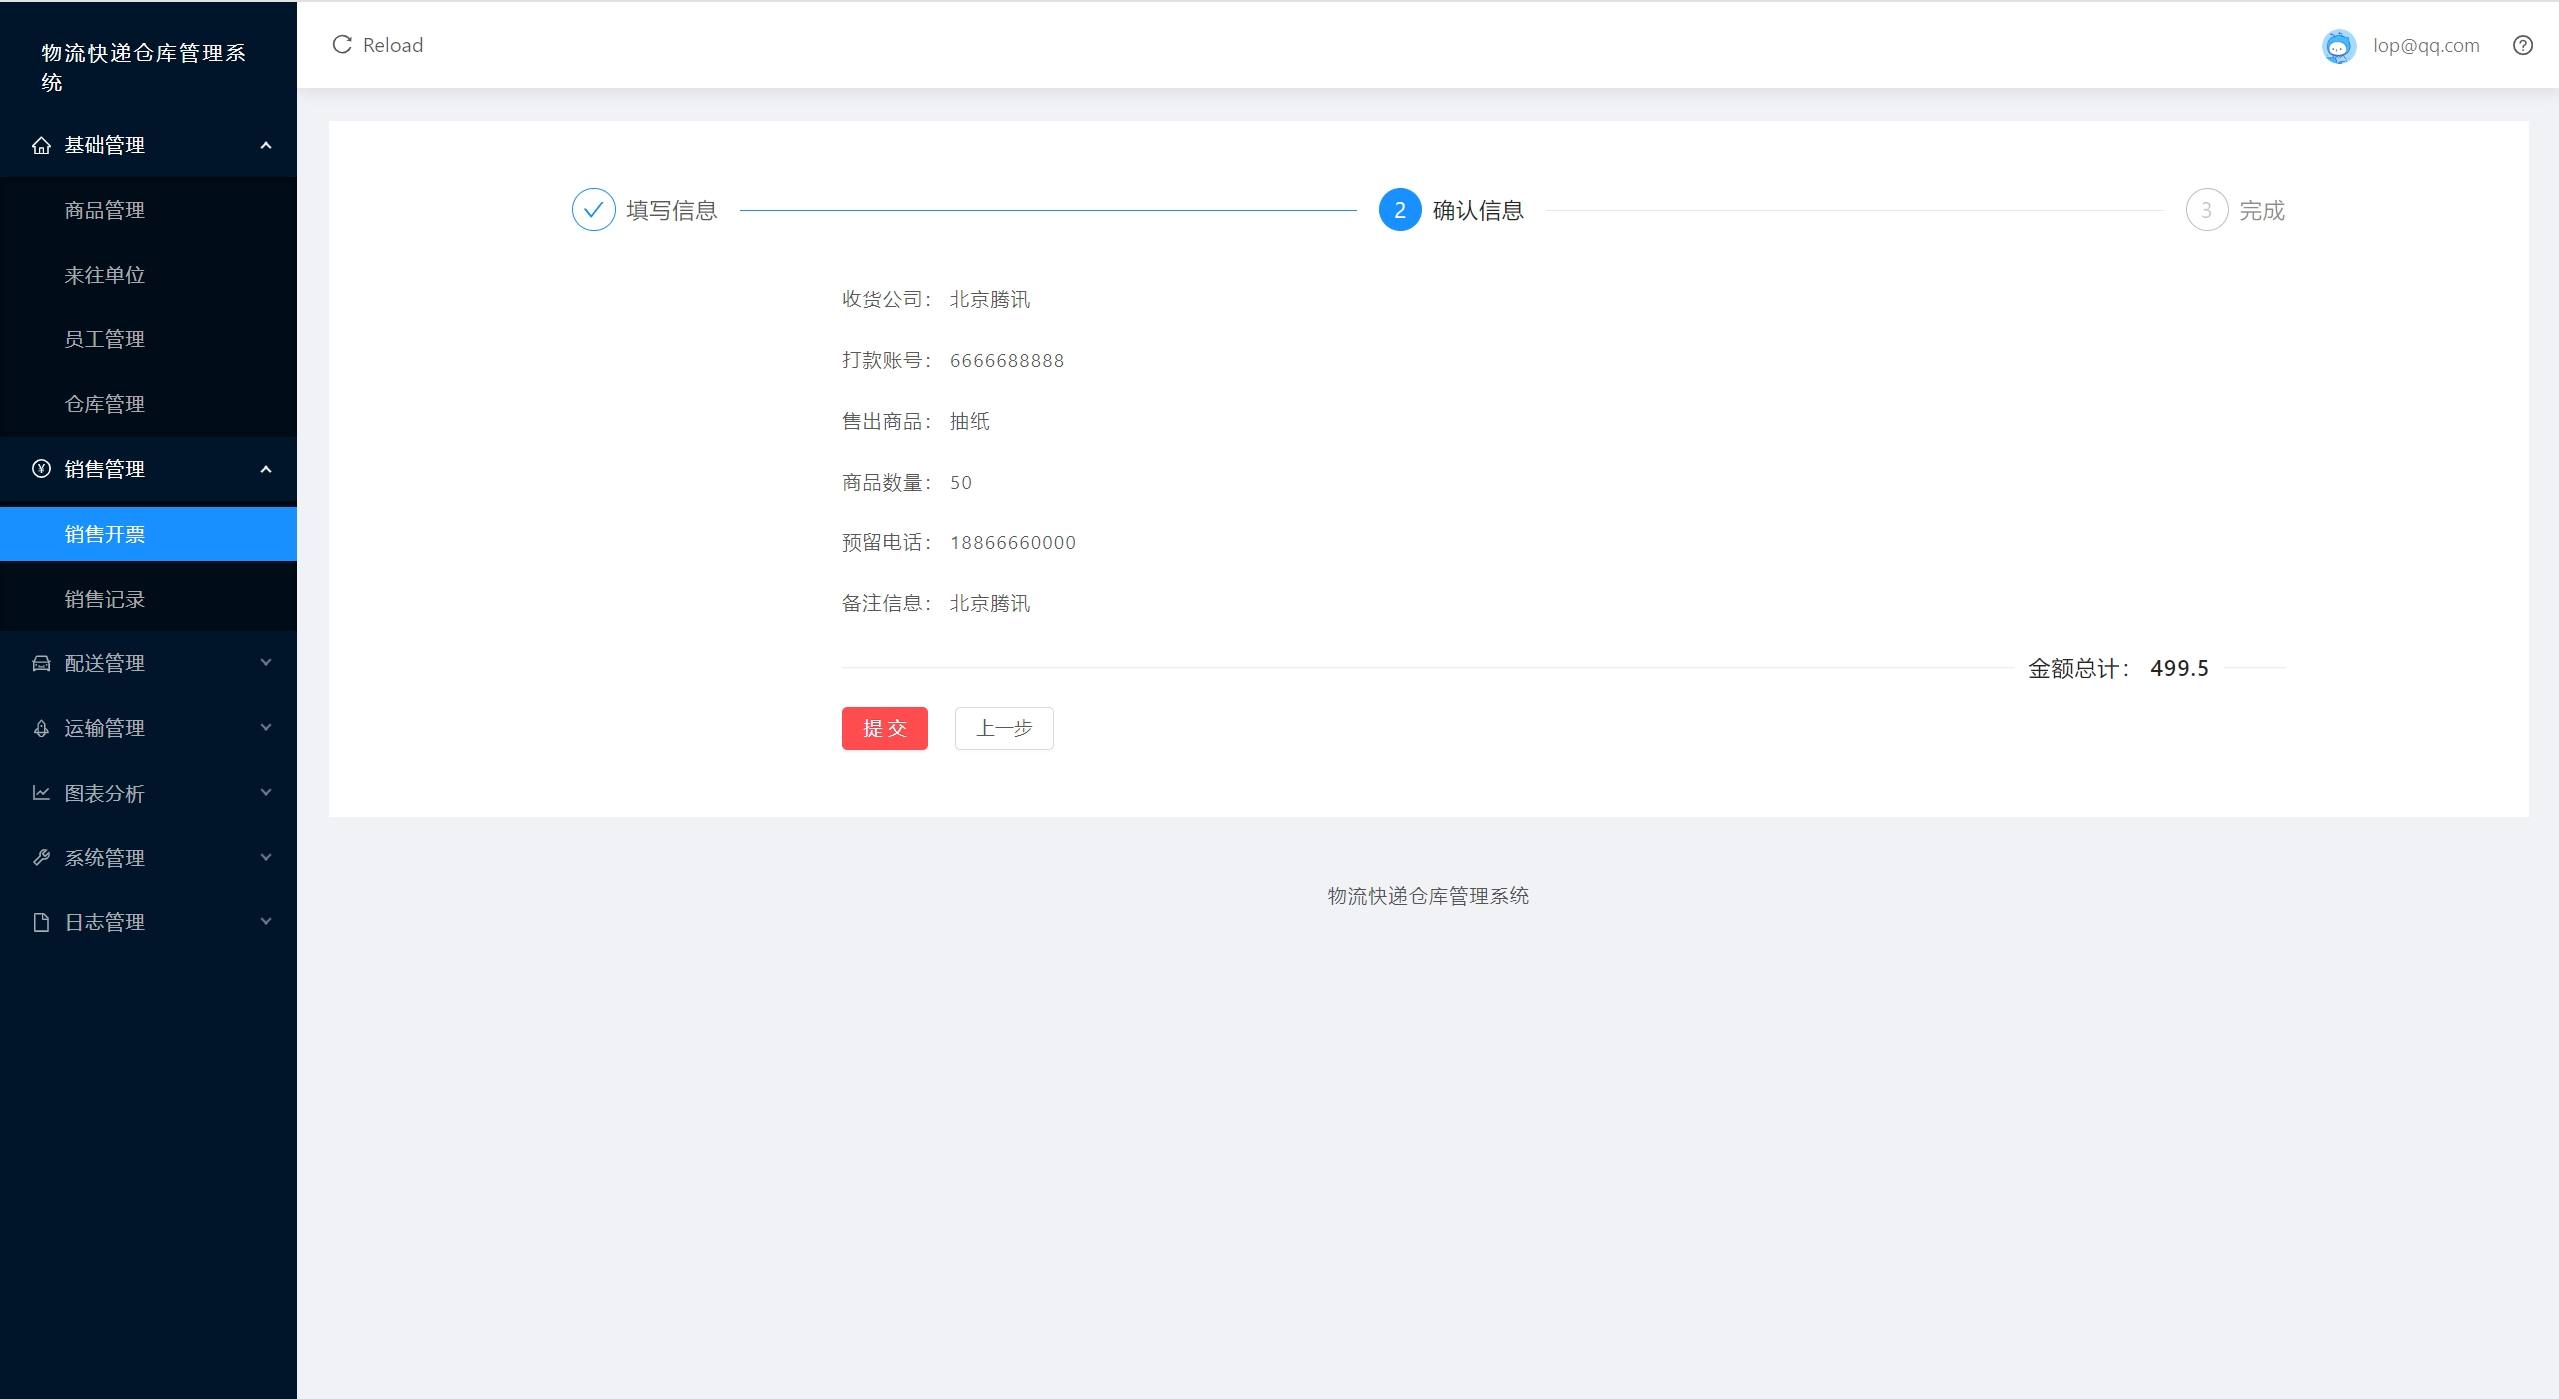 物流快递仓库管理系
统
基础管理
商品管理
来往单位
员工管理
仓库管理
销售管理
销售开票
销售记录
配送管理
运输管理
图表分析
系统管理
日志管理
Reload
lop@qq.com
填写信息
2 确认信息
3 完成
收货公司： 北京腾讯
打款账号： 6666688888
售出商品： 抽纸
商品数量： 50
预留电话： 18866660000
备注信息： 北京腾讯
金额总计： 499.5
提 交
上一步
物流快递仓库管理系统